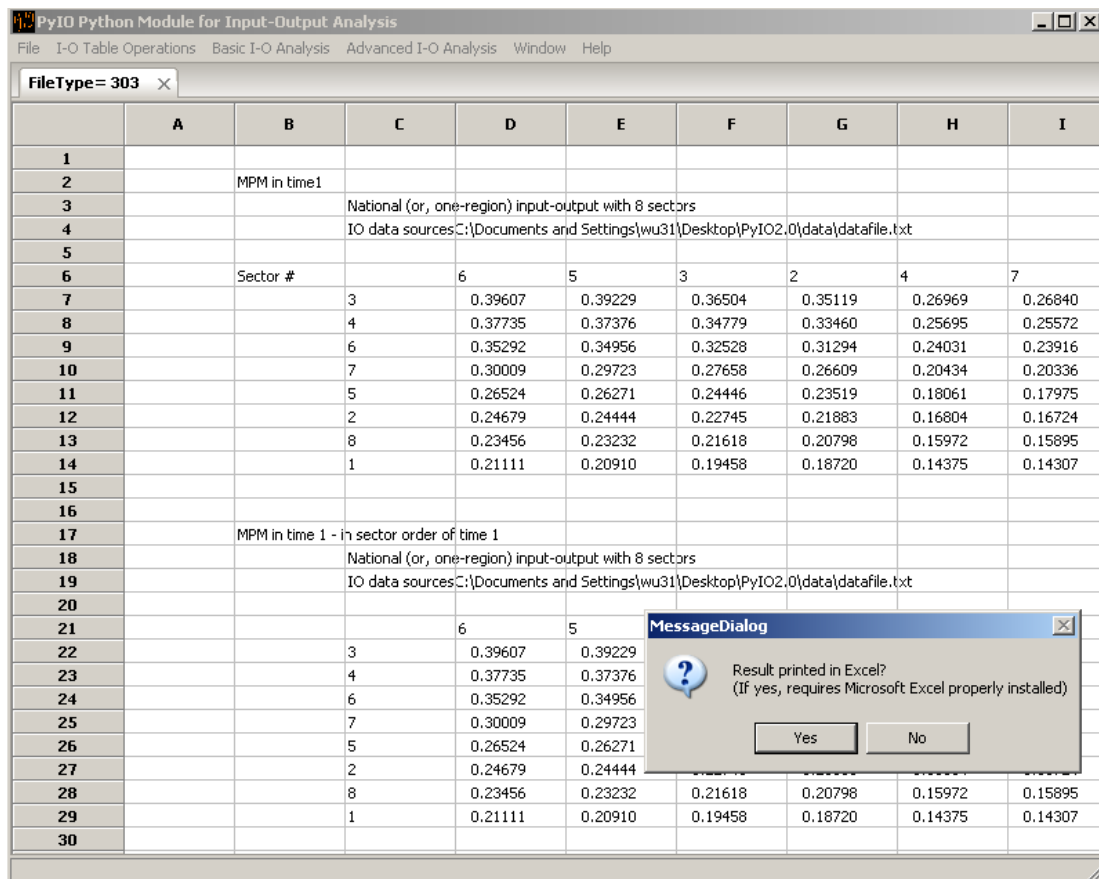 PyIO Python Module for Input-Output Analysis
File I-O Table Operations Basic I-O Analysis Advanced I-O Analysis Window Help
FileType= 303
A B C D E F G H I
1
2 MPM in time1
3 National (or, one-region) input-output with 8 sectors
4 IO data sourcesC:\Documents and Settings\wu31\Desktop\PyIO2.0\data\datafile.txt
5
6 Sector # 6 5 3 2 4 7
7 3 0.39607 0.39229 0.36504 0.35119 0.26969 0.26840
8 4 0.37735 0.37376 0.34779 0.33460 0.25695 0.25572
9 6 0.35292 0.34956 0.32528 0.31294 0.24031 0.23916
10 7 0.30009 0.29723 0.27658 0.26609 0.20434 0.20336
11 5 0.26524 0.26271 0.24446 0.23519 0.18061 0.17975
12 2 0.24679 0.24444 0.22745 0.21883 0.16804 0.16724
13 8 0.23456 0.23232 0.21618 0.20798 0.15972 0.15895
14 1 0.21111 0.20910 0.19458 0.18720 0.14375 0.14307
15
16
17 MPM in time 1 - in sector order of time 1
18 National (or, one-region) input-output with 8 sectors
19 IO data sourcesC:\Documents and Settings\wu31\Desktop\PyIO2.0\data\datafile.txt
20
21 6 5
22 3 0.39607 0.39229
23 4 0.37735 0.37376
24 6 0.35292 0.34956
25 7 0.30009 0.29723
26 5 0.26524 0.26271
27 2 0.24679 0.24444
28 8 0.23456 0.23232 0.21618 0.20798 0.15972 0.15895
29 1 0.21111 0.20910 0.19458 0.18720 0.14375 0.14307
30
MessageDialog
Result printed in Excel?
(If yes, requires Microsoft Excel properly installed)
Yes No